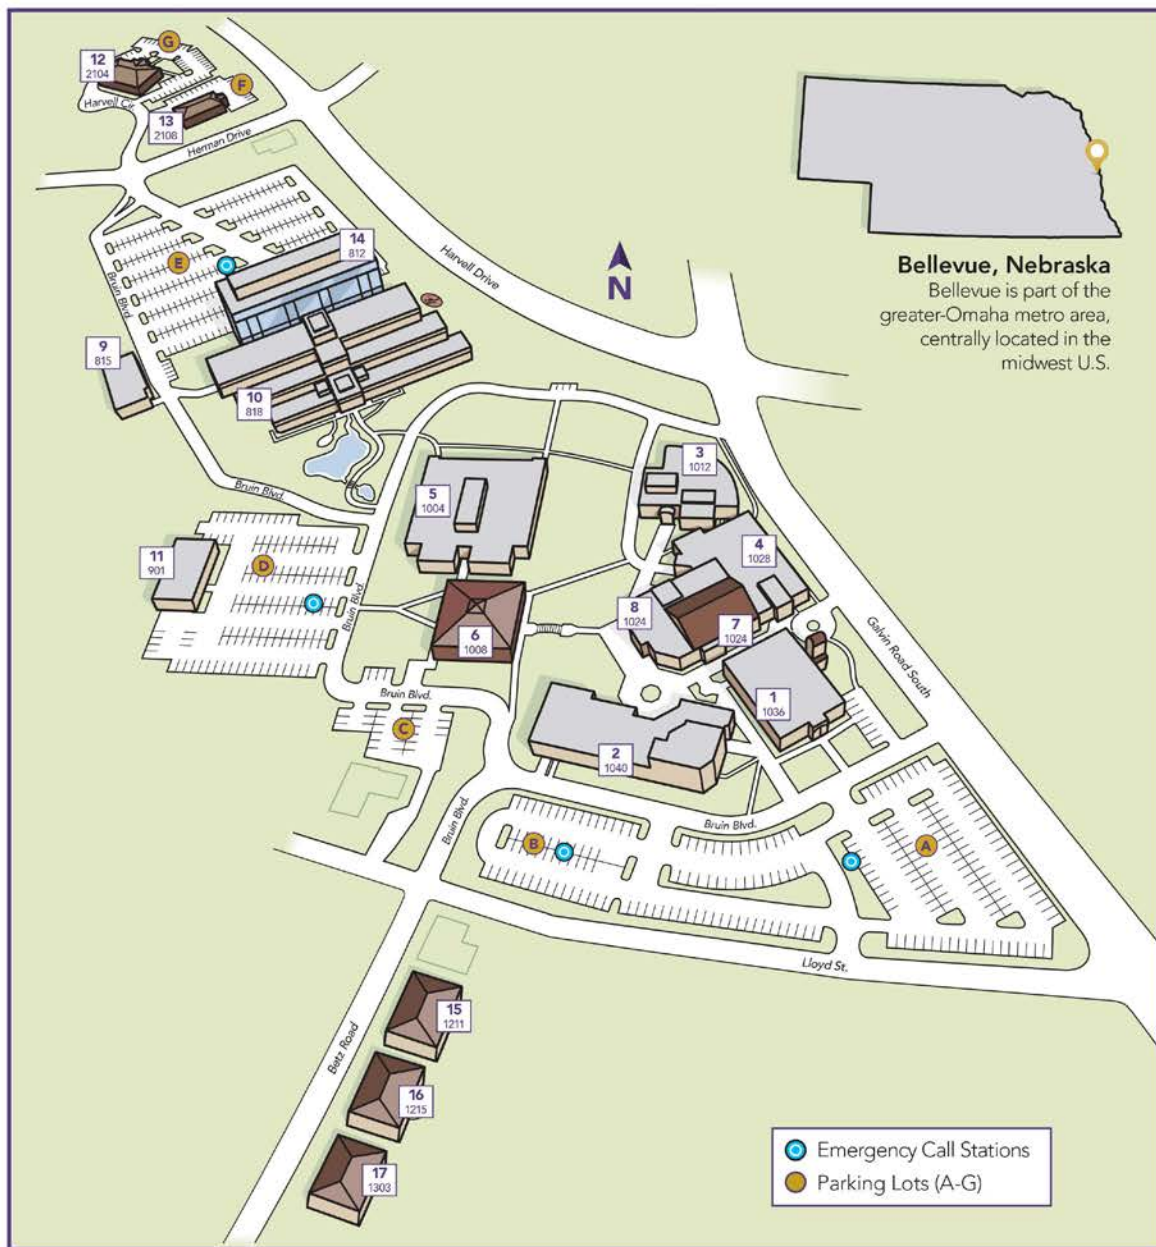 G
12
2104
F
Harvell Cir.
13
2108
Herman Drive
14
812
E
Bruin Blvd.
Harvell Drive
N
Bellevue, Nebraska
Bellevue is part of the
greater-Omaha metro area,
centrally located in the
midwest U.S.
9
815
10
818
3
1012
5
1004
Bruin Blvd.
4
1028
11
901
D
Bruin Blvd.
8
1024
7
1024
6
1008
Galvin Road South
Bruin Blvd.
1
1036
C
2
1040
Bruin Blvd.
Bruin Blvd.
B
A
Lloyd St.
15
1211
Betz Road
16
1215
17
1303
Emergency Call Stations
Parking Lots (A-G)